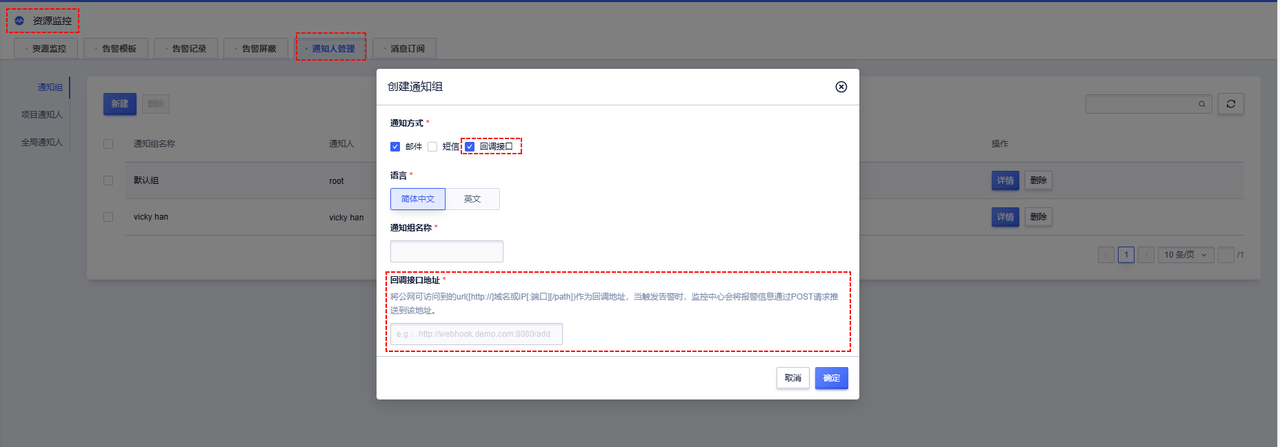 资源监控
资源监控
告警模板
告警记录
告警屏蔽
通知人管理
消息订阅
通知组
项目通知人
全局通知人
新建
删除
通知组名称
通知人
操作
默认组
root
详情
删除
vicky han
vicky han
详情
删除
1
10 条/页
/1
创建通知组
通知方式 *
邮件
短信
回调接口
语言 *
简体中文
英文
通知组名称 *
回调接口地址 *
将公网可访问到的url([http://]域名或IP[:端口][/path])作为回调地址，当触发告警时，监控中心会将报警信息通过POST请求推
送到该地址。
e.g.: http://webhook.demo.com:8080/add
取消
确定